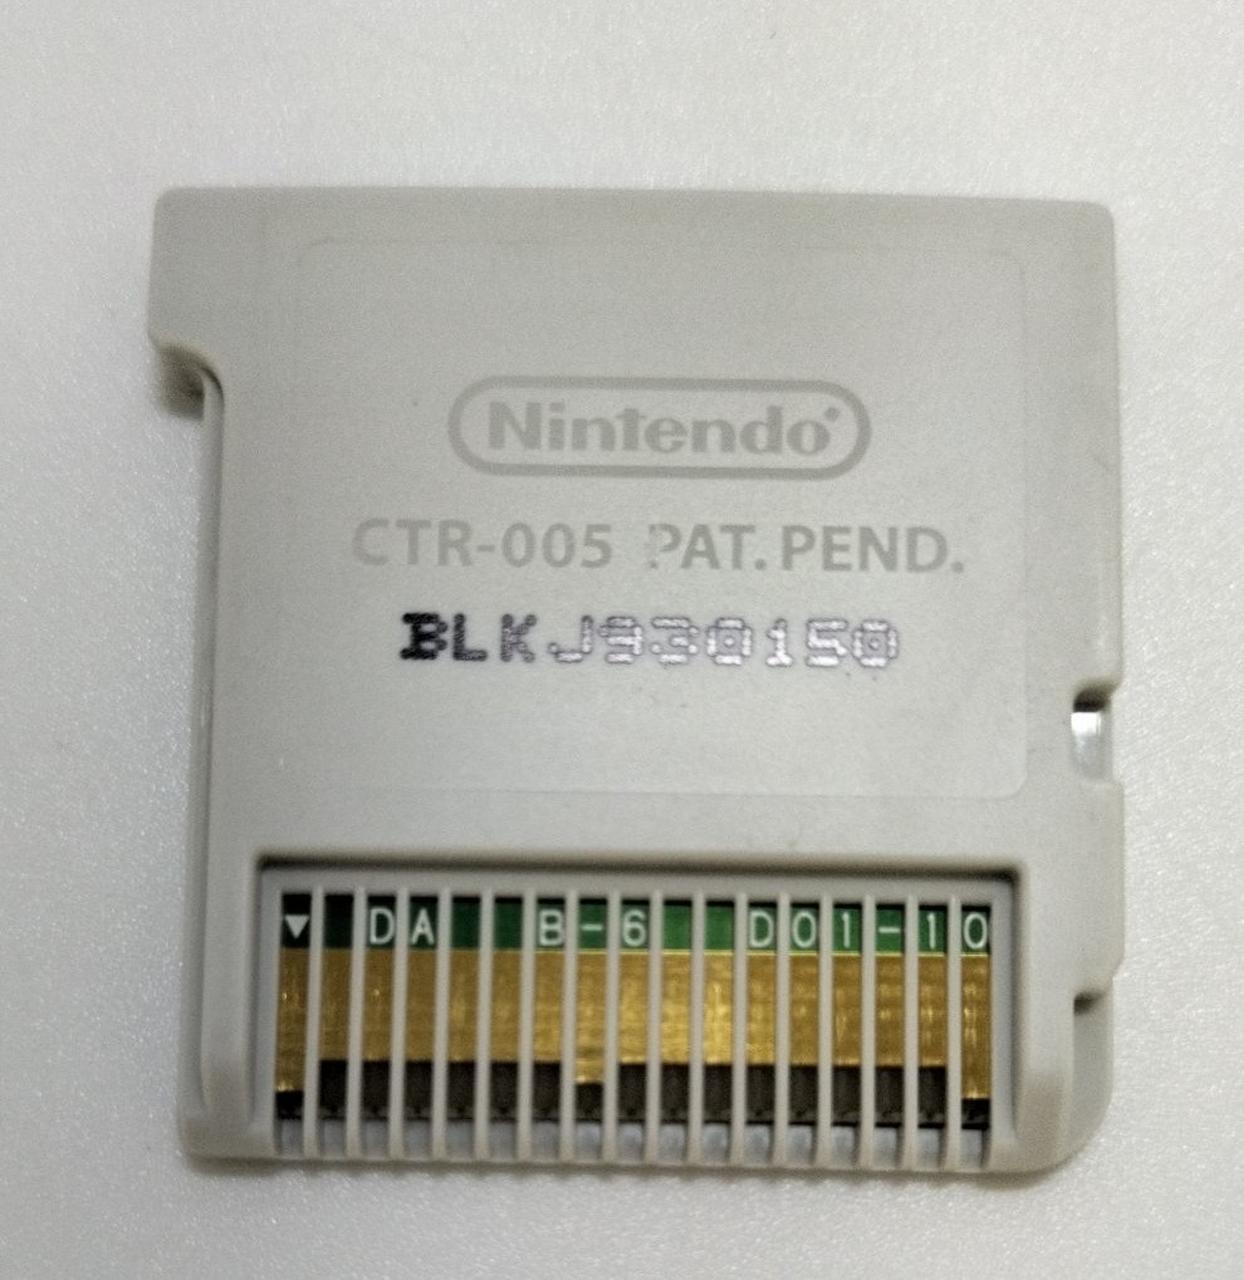 Nintendo
CTR-005 PAT. PEND.
BLKJ930150
▼ DA B-6 D01-10